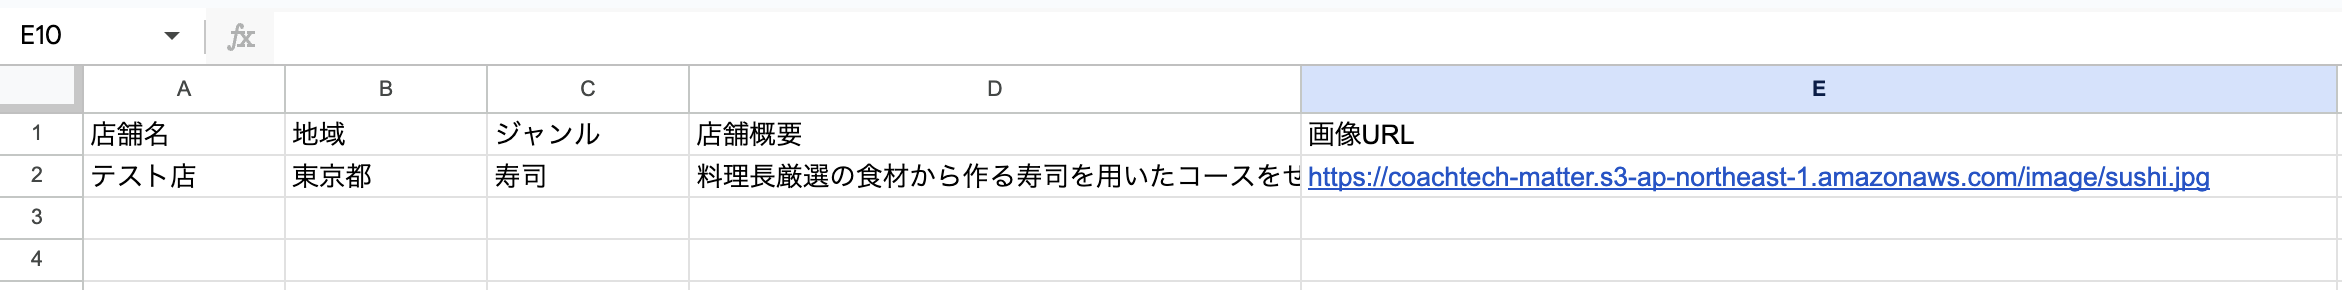 E10 fx
A B C D E
1 店舗名 地域 ジャンル 店舗概要 画像URL
2 テスト店 東京都 寿司 料理長厳選の食材から作る寿司を用いたコースをせ https://coachtech-matter.s3-ap-northeast-1.amazonaws.com/image/sushi.jpg
3
4